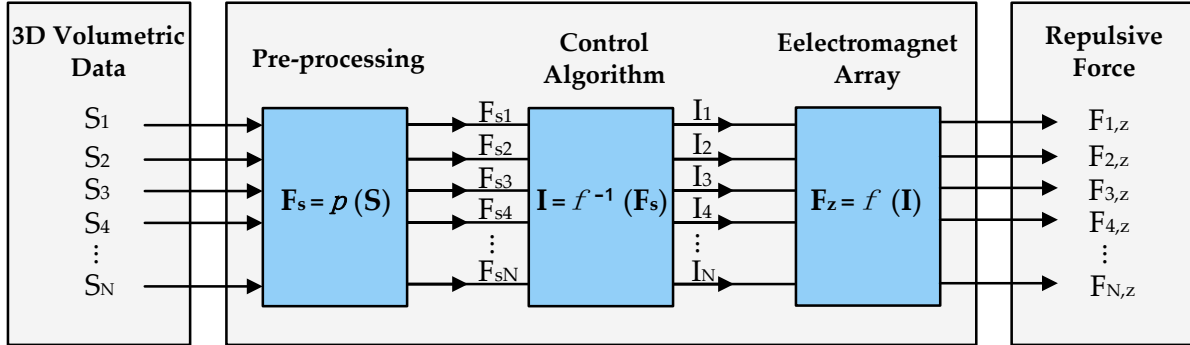 3D Volumetric
Data
S1
S2
S3
S4
⋮
SN
Pre-processing
Fs = p (S)
Fs1
Fs2
Fs3
Fs4
⋮
FsN
Control
Algorithm
I = f -1 (Fs)
I1
I2
I3
I4
⋮
IN
Eelectromagnet
Array
Fz = f (I)
Repulsive
Force
F1,z
F2,z
F3,z
F4,z
⋮
FN,z